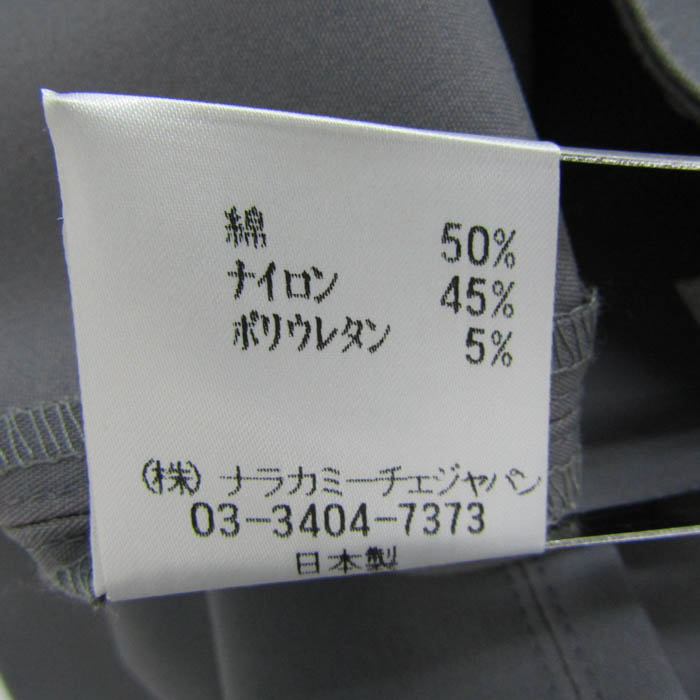 綿 50%
ナイロン 45%
ポリウレタン 5%
(株)ナラカミーチェジャパン
03-3404-7373
日本製